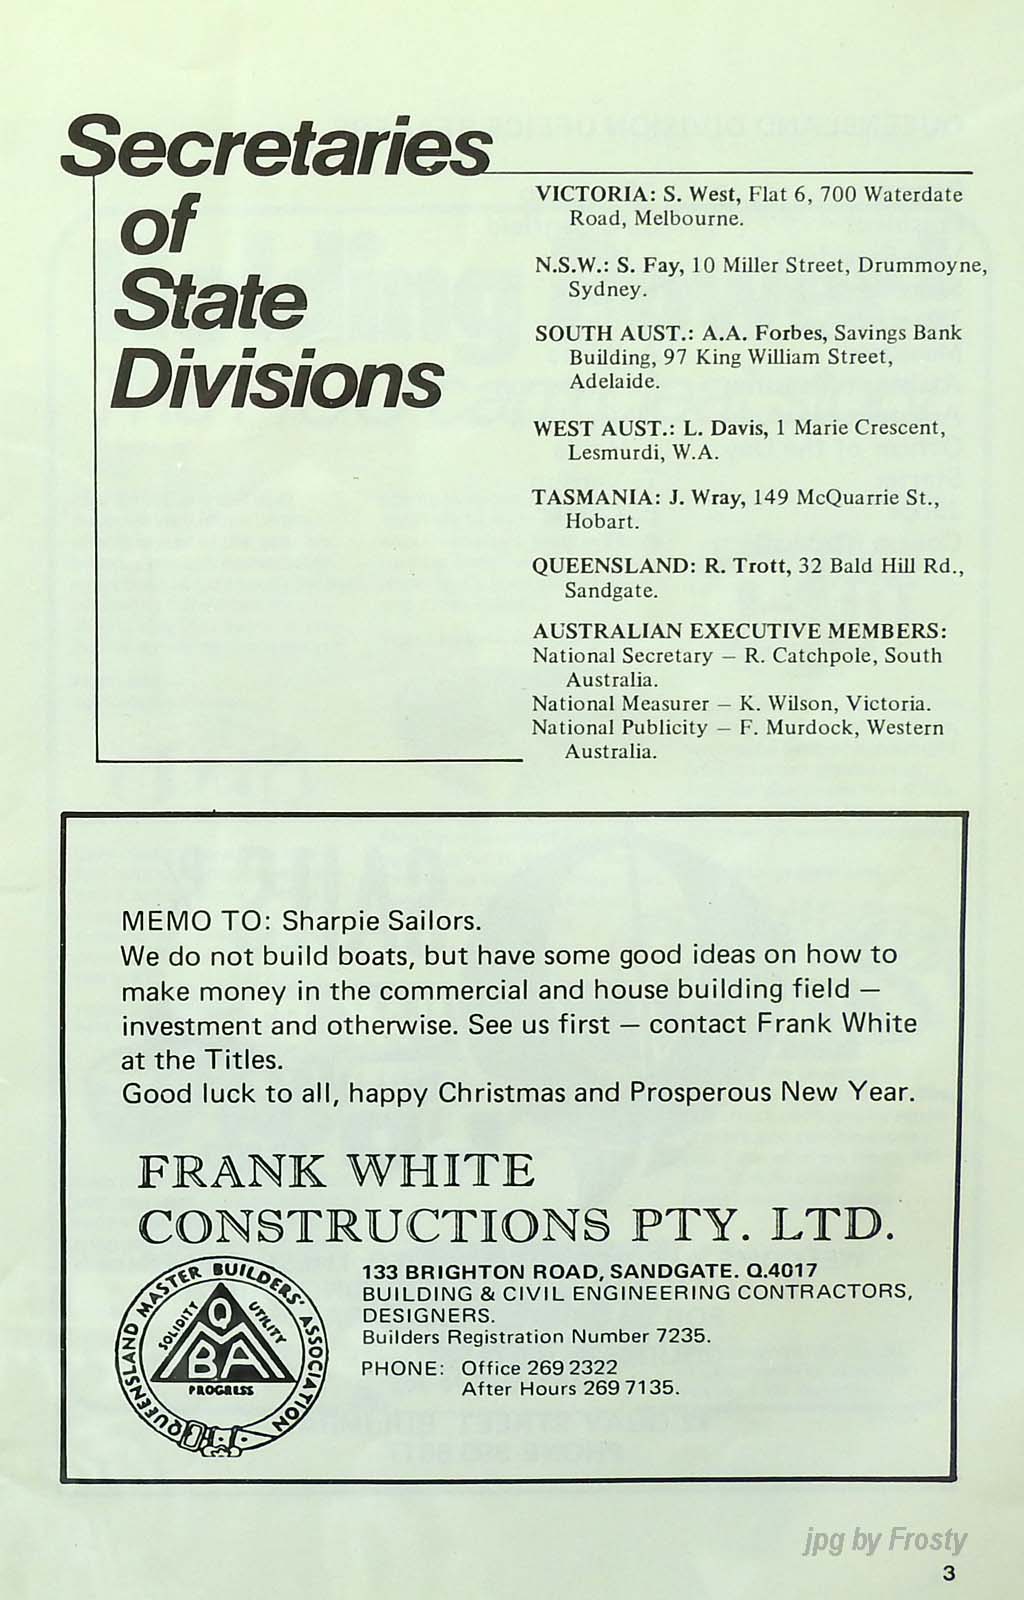 Secretaries
of
State
Divisions
VICTORIA: S. West, Flat 6, 700 Waterdate
Road, Melbourne.
N.S.W.: S. Fay, 10 Miller Street, Drummoyne,
Sydney.
SOUTH AUST.: A.A. Forbes, Savings Bank
Building, 97 King William Street,
Adelaide.
WEST AUST.: L. Davis, 1 Marie Crescent,
Lesmurdi, W.A.
TASMANIA: J. Wray, 149 McQuarrie St.,
Hobart.
QUEENSLAND: R. Trott, 32 Bald Hill Rd.,
Sandgate.
AUSTRALIAN EXECUTIVE MEMBERS:
National Secretary – R. Catchpole, South
Australia.
National Measurer – K. Wilson, Victoria.
National Publicity – F. Murdock, Western
Australia.
MEMO TO: Sharpie Sailors.
We do not build boats, but have some good ideas on how to
make money in the commercial and house building field –
investment and otherwise. See us first – contact Frank White
at the Titles.
Good luck to all, happy Christmas and Prosperous New Year.
FRANK WHITE
CONSTRUCTIONS PTY. LTD.
QUEENSLAND MASTER BUILDERS' ASSOCIATION
SOLIDITY
UTILITY
Q
MBA
PROGRESS
133 BRIGHTON ROAD, SANDGATE. Q.4017
BUILDING & CIVIL ENGINEERING CONTRACTORS,
DESIGNERS.
Builders Registration Number 7235.
PHONE: Office 269 2322
After Hours 269 7135.
jpg by Frosty
3